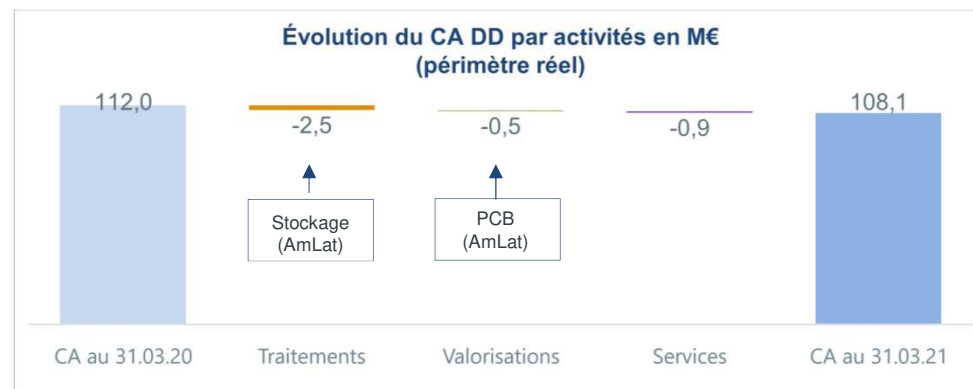 Évolution du CA DD par activités en M€
(périmètre réel)
112,0
-2,5
-0,5
-0,9
108,1
Stockage
(AmLat)
PCB
(AmLat)
CA au 31.03.20
Traitements
Valorisations
Services
CA au 31.03.21